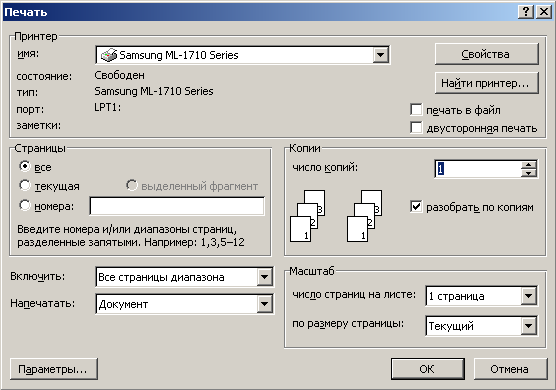 Печать
Принтер
имя:
Samsung ML-1710 Series
Свойства
состояние:
Свободен
тип:
Samsung ML-1710 Series
Найти принтер...
порт:
LPT1:
печать в файл
заметки:
двусторонняя печать
Страницы
все
текущая
выделенный фрагмент
номера:
Введите номера и/или диапазоны страниц,
разделенные запятыми. Например: 1,3,5–12
Копии
число копий:
1
1
2
3
1
2
3
разобрать по копиям
Включить:
Все страницы диапазона
Напечатать:
Документ
Масштаб
число страниц на листе:
1 страница
по размеру страницы:
Текущий
Параметры...
OK
Отмена